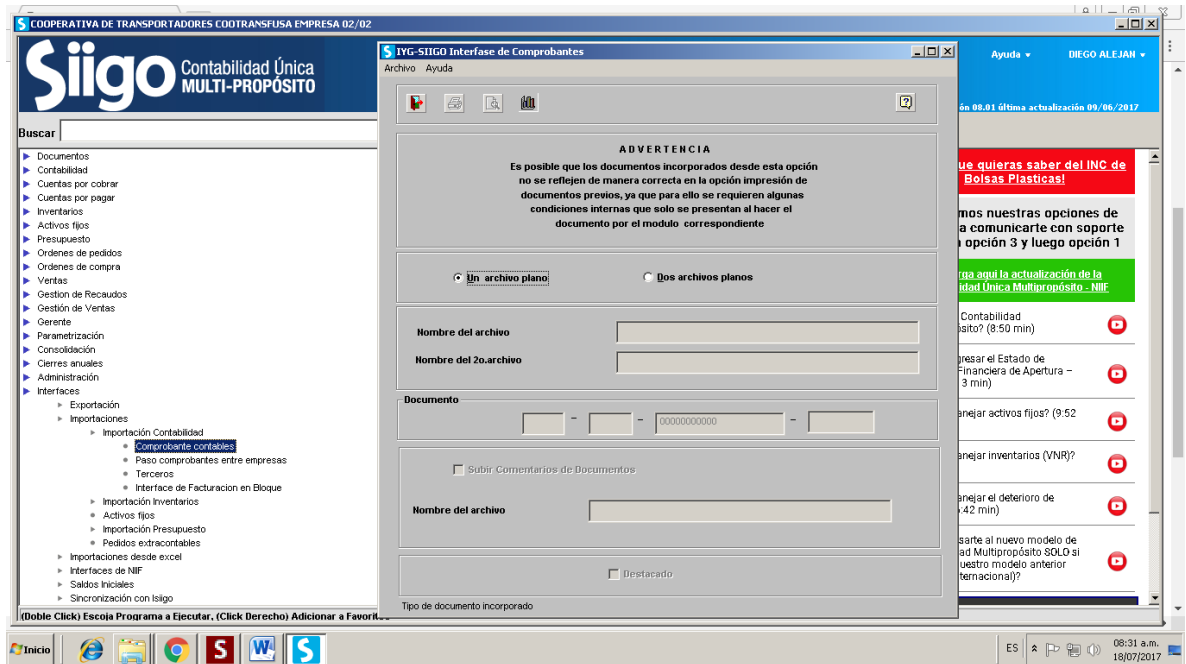 COOPERATIVA DE TRANSPORTADORES COOTRANSFUSA EMPRESA 02/02
Siigo Contabilidad Única
MULTI-PROPÓSITO
Ayuda
DIEGO ALEJAN
ón 08.01 última actualización 09/06/2017
Buscar
Documentos
Contabilidad
Cuentas por cobrar
Cuentas por pagar
Inventarios
Activos fijos
Presupuesto
Ordenes de pedidos
Ordenes de compra
Ventas
Gestion de Recaudos
Gestión de Ventas
Gerente
Parametrización
Consolidación
Cierres anuales
Administración
Interfaces
Exportación
Importaciones
Importación Contabilidad
Comprobante contables
Paso comprobantes entre empresas
Terceros
Interface de Facturacion en Bloque
Importación Inventarios
Activos fijos
Importación Presupuesto
Pedidos extracontables
Importaciones desde excel
Interfaces de NIIF
Saldos Iniciales
Sincronización con Isiigo
(Doble Click) Escoja Programa a Ejecutar, (Click Derecho) Adicionar a Favorit
IYG-SIIGO Interfase de Comprobantes
Archivo Ayuda
ADVERTENCIA
Es posible que los documentos incorporados desde esta opción
no se reflejen de manera correcta en la opción impresión de
documentos previos, ya que para ello se requieren algunas
condiciones internas que solo se presentan al hacer el
documento por el modulo correspondiente
Un archivo plano
Dos archivos planos
Nombre del archivo
Nombre del 2o.archivo
Documento
- - 00000000000 -
Subir Comentarios de Documentos
Nombre del archivo
Destacado
Tipo de documento incorporado
ue quieras saber del INC de
Bolsas Plasticas!
mos nuestras opciones de
a comunicarte con soporte
opción 3 y luego opción 1
rga aqui la actualización de la
idad Única Multipropósito - NIIF
Contabilidad
ósito? (8:50 min)
gresar el Estado de
Financiera de Apertura –
3 min)
anejar activos fijos? (9:52
anejar inventarios (VNR)?
anejar el deterioro de
:42 min)
sarte al nuevo modelo de
ad Multipropósito SOLO si
uestro modelo anterior
ternacional)?
Inicio
ES
08:31 a.m.
18/07/2017